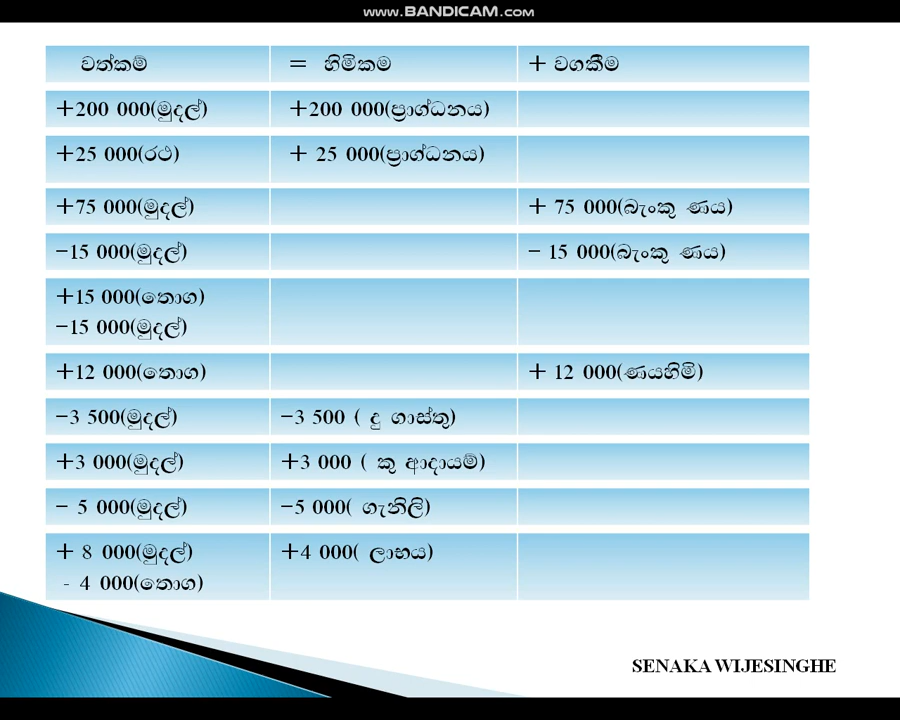 www.BANDICAM.com
වත්කම් = හිමිකම + වගකීම
+200 000(මුදල්) +200 000(ප්‍රාග්ධනය)
+25 000(රථ) + 25 000(ප්‍රාග්ධනය)
+75 000(මුදල්) + 75 000(බැංකු ණය)
−15 000(මුදල්) − 15 000(බැංකු ණය)
+15 000(තොග)
−15 000(මුදල්)
+12 000(තොග) + 12 000(ණයහිමි)
−3 500(මුදල්) −3 500 ( දු ගාස්තු)
+3 000(මුදල්) +3 000 ( කු ආදායම්)
− 5 000(මුදල්) −5 000( ගැනිලි)
+ 8 000(මුදල්) +4 000( ලාභය)
- 4 000(තොග)
SENAKA WIJESINGHE